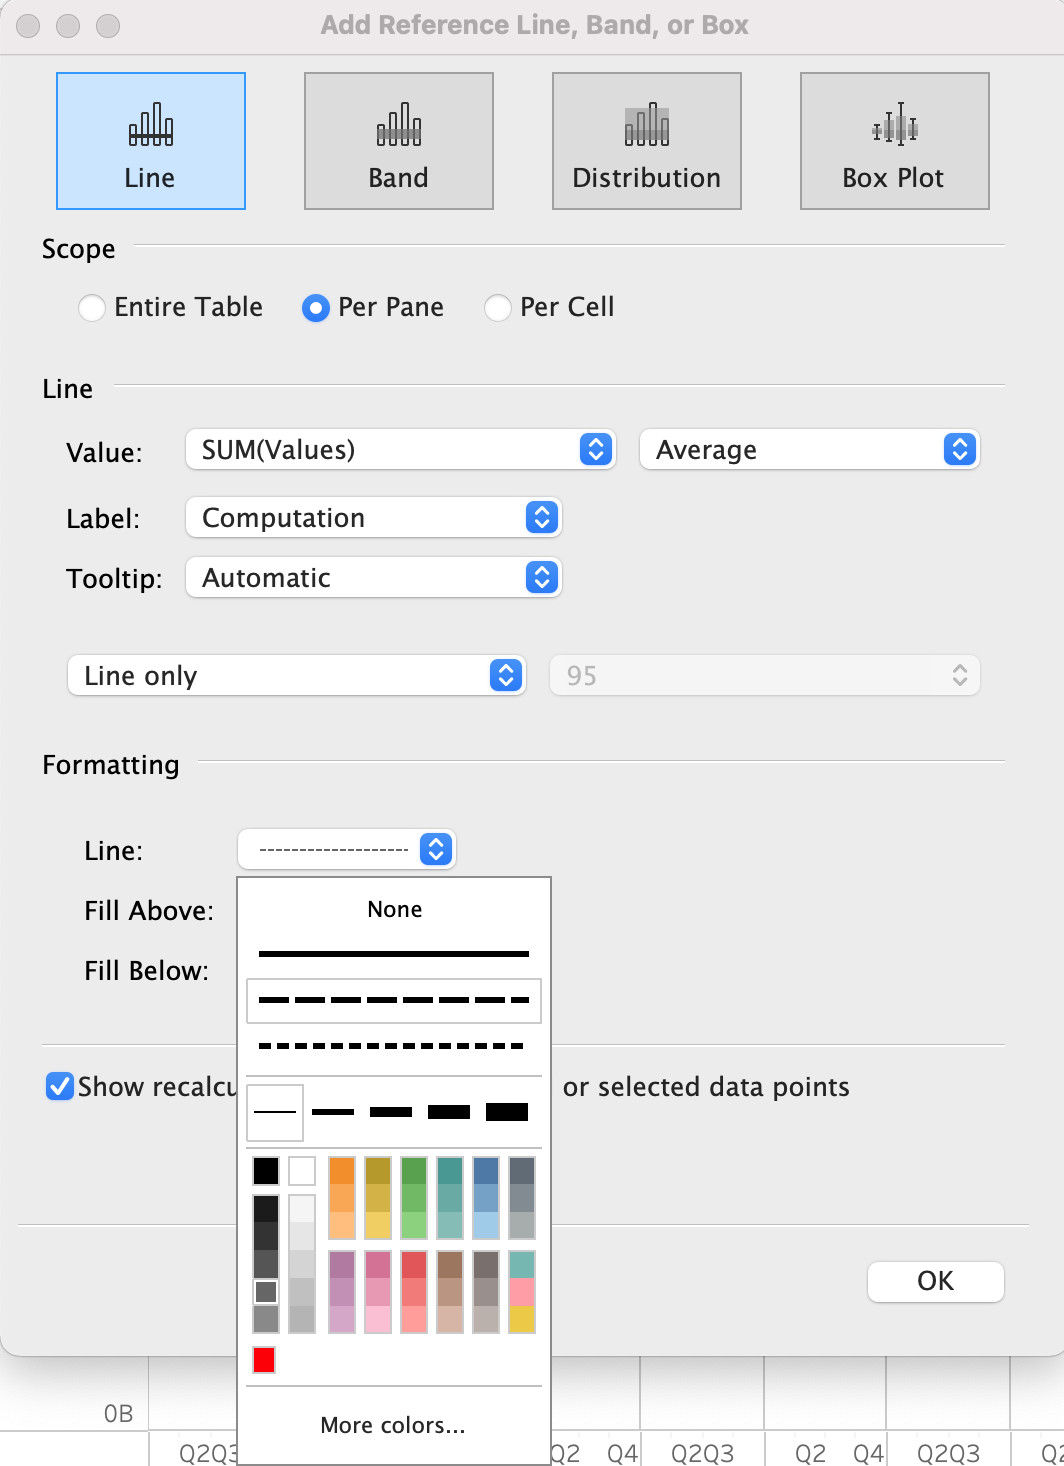 Add Reference Line, Band, or Box
Line Band Distribution Box Plot
Scope
Entire Table Per Pane Per Cell
Line
Value: SUM(Values) Average
Label: Computation
Tooltip: Automatic
Line only 95
Formatting
Line:
None
Fill Above:
Fill Below:
Show recalcu or selected data points
OK
0B
More colors...
Q2Q3 Q2 Q4 Q2Q3 Q2 Q4 Q2Q3